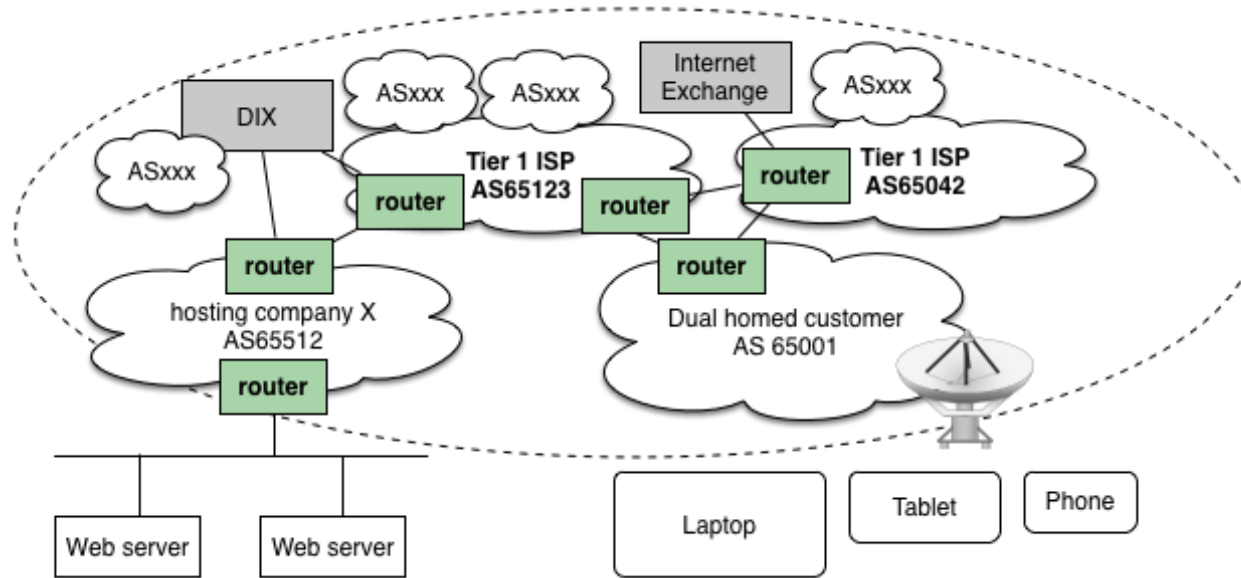 Internet
Exchange
ASxxx
ASxxx
ASxxx
DIX
ASxxx
Tier 1 ISP
AS65123
Tier 1 ISP
AS65042
router
router
router
router
router
hosting company X
AS65512
Dual homed customer
AS 65001
router
Laptop
Tablet
Phone
Web server
Web server